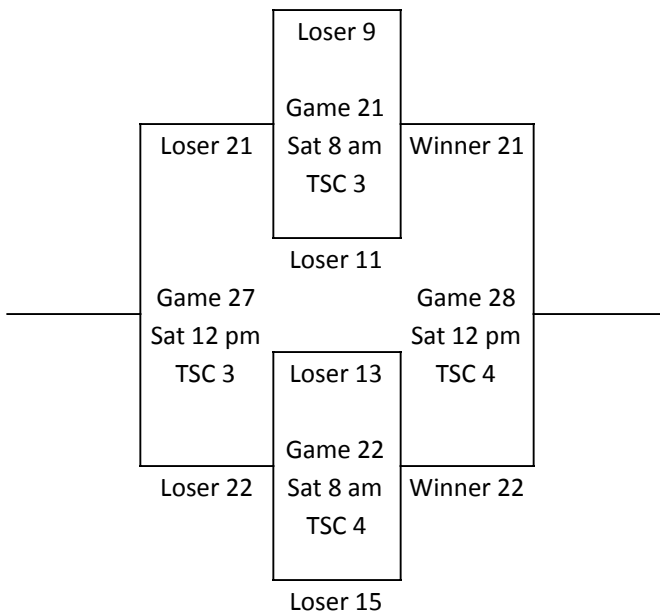 Loser 9
Game 21
Sat 8 am
TSC 3
Loser 21
Winner 21
Loser 11
Game 27
Sat 12 pm
TSC 3
Game 28
Sat 12 pm
TSC 4
Loser 13
Game 22
Sat 8 am
TSC 4
Loser 22
Winner 22
Loser 15